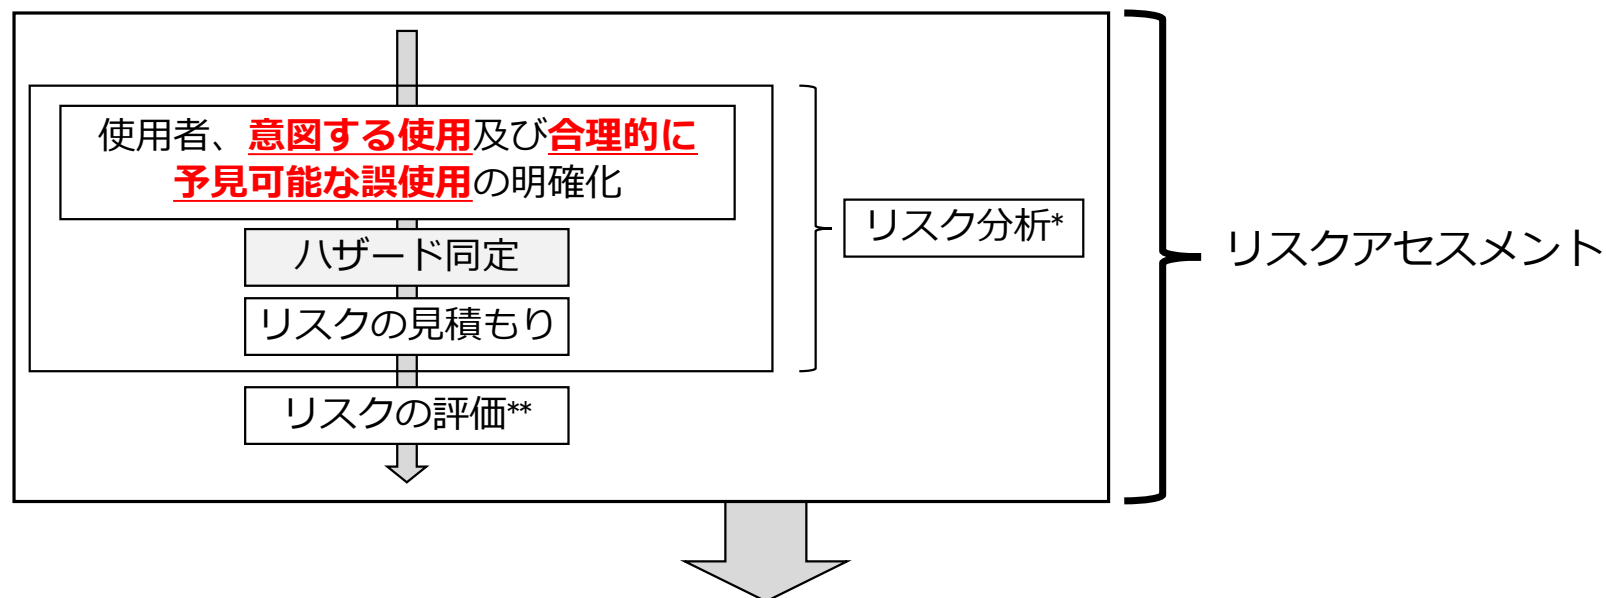 使用者、意図する使用及び合理的に
予見可能な誤使用の明確化
ハザード同定
リスクの見積もり
リスク分析*
リスクの評価**
リスクアセスメント